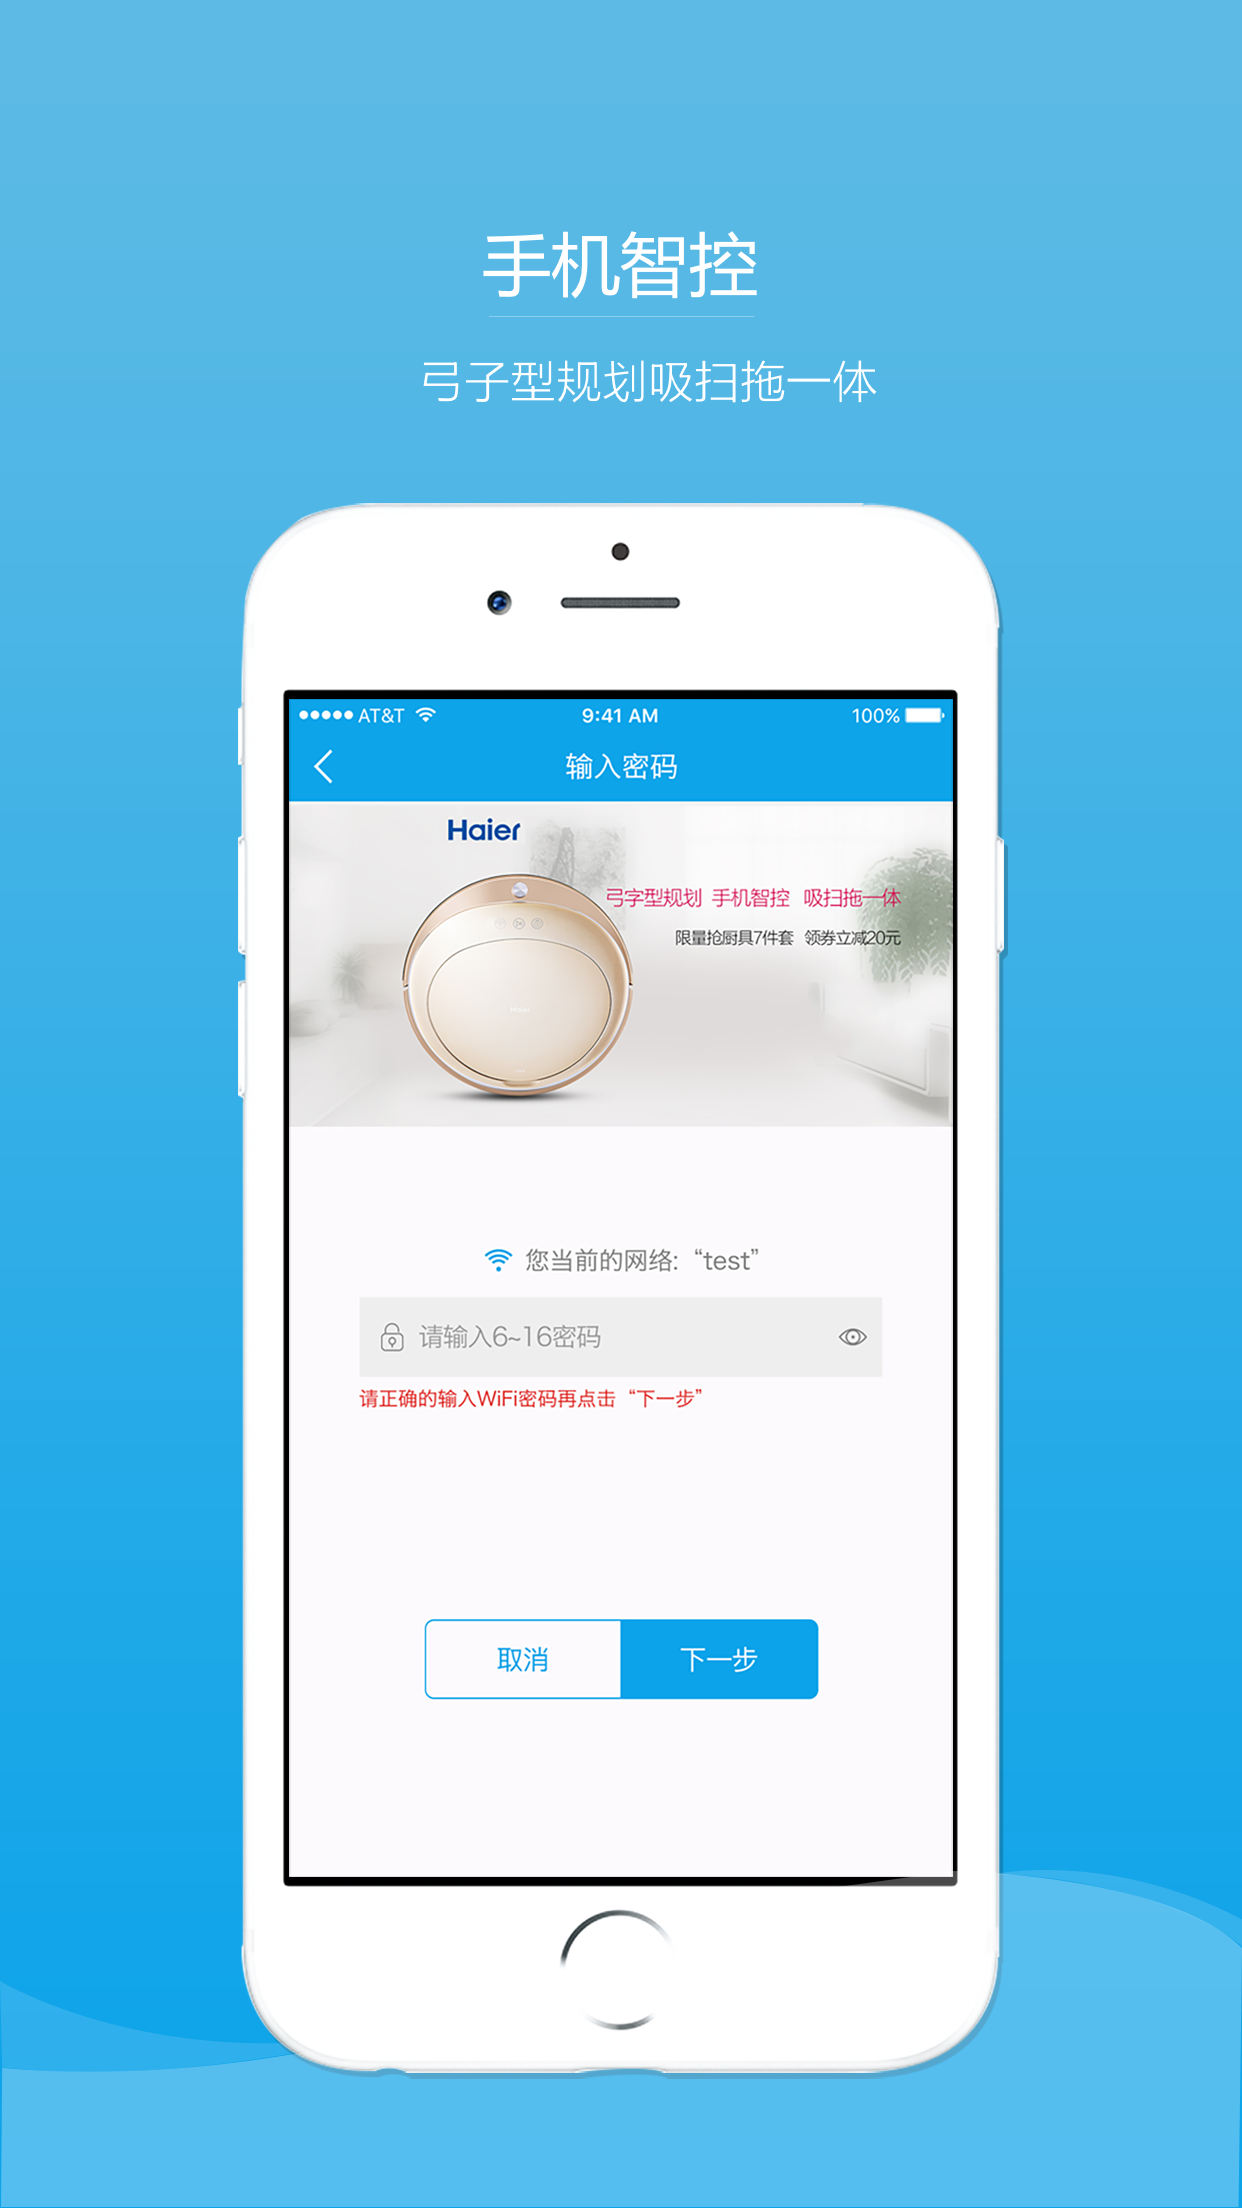 手机智控
弓子型规划吸扫拖一体
AT&T 9:41 AM 100%
输入密码
Haier
弓字型规划 手机智控 吸扫拖一体
限量抢厨具7件套 领券立减20元
Haier
您当前的网络:“test”
请输入6~16密码
请正确的输入WiFi密码再点击“下一步”
取消 下一步